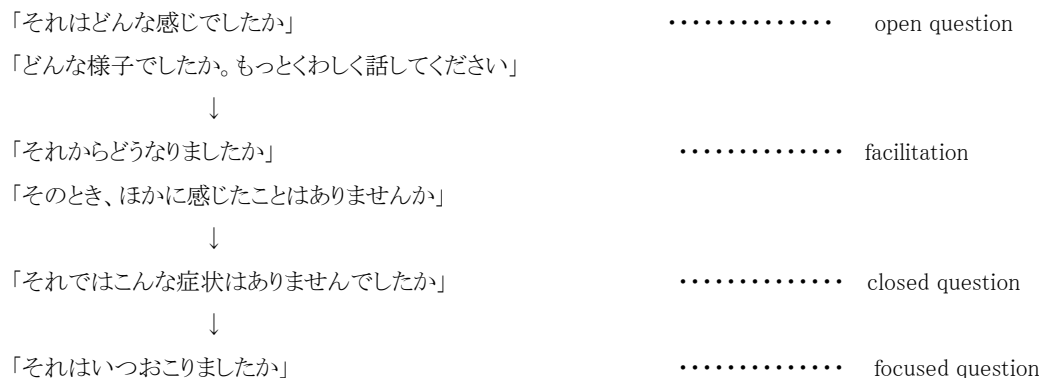 「それはどんな感じでしたか」 ・・・・・・・・・・・・・・ open question
「どんな様子でしたか。もっとくわしく話してください」
↓
「それからどうなりましたか」 ・・・・・・・・・・・・・・ facilitation
「そのとき、ほかに感じたことはありませんか」
↓
「それではこんな症状はありませんでしたか」 ・・・・・・・・・・・・・・ closed question
↓
「それはいつおこりましたか」 ・・・・・・・・・・・・・・ focused question